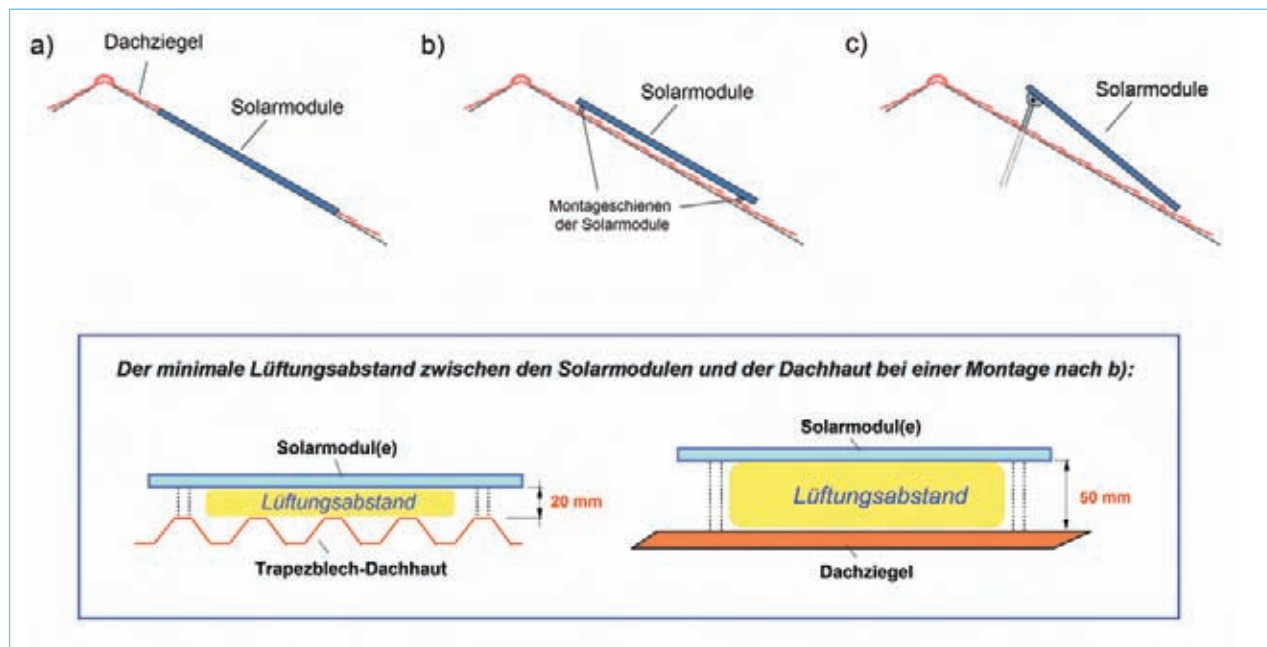 a)
Dachziegel
Solarmodule
b)
Solarmodule
Montageschienen
der Solarmodule
c)
Solarmodule
Der minimale Lüftungsabstand zwischen den Solarmodulen und der Dachhaut bei einer Montage nach b):
Solarmodul(e)
Lüftungsabstand
20 mm
Trapezblech-Dachhaut
Solarmodul(e)
Lüftungsabstand
50 mm
Dachziegel